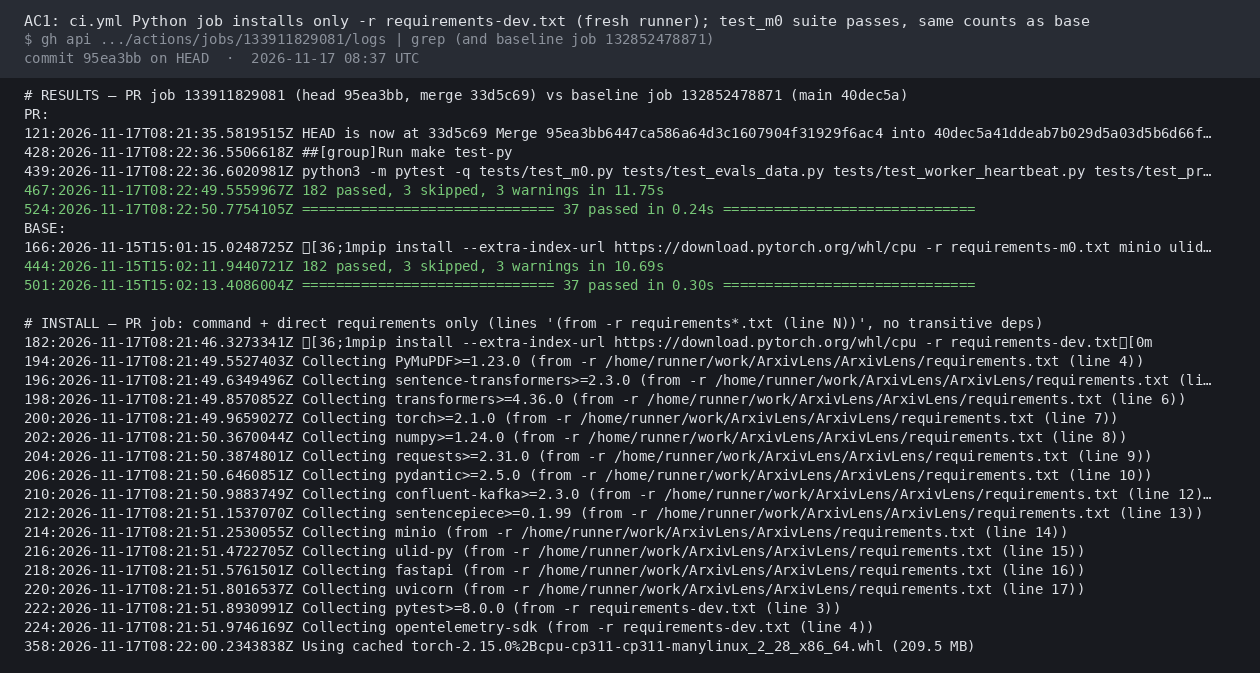 AC1: ci.yml Python job installs only -r requirements-dev.txt (fresh runner); test_m0 suite passes, same counts as base
$ gh api .../actions/jobs/133911829081/logs | grep (and baseline job 132852478871)
commit 95ea3bb on HEAD · 2026-11-17 08:37 UTC
# RESULTS — PR job 133911829081 (head 95ea3bb, merge 33d5c69) vs baseline job 132852478871 (main 40dec5a)
PR:
121:2026-11-17T08:21:35.5819515Z HEAD is now at 33d5c69 Merge 95ea3bb6447ca586a64d3c1607904f31929f6ac4 into 40dec5a41ddeab7b029d5a03d5b6d66f…
428:2026-11-17T08:22:36.5506618Z ##[group]Run make test-py
439:2026-11-17T08:22:36.6020981Z python3 -m pytest -q tests/test_m0.py tests/test_evals_data.py tests/test_worker_heartbeat.py tests/test_pr…
467:2026-11-17T08:22:49.5559967Z 182 passed, 3 skipped, 3 warnings in 11.75s
524:2026-11-17T08:22:50.7754105Z ============================== 37 passed in 0.24s ==============================
BASE:
166:2026-11-15T15:01:15.0248725Z [36;1mpip install --extra-index-url https://download.pytorch.org/whl/cpu -r requirements-m0.txt minio ulid…
444:2026-11-15T15:02:11.9440721Z 182 passed, 3 skipped, 3 warnings in 10.69s
501:2026-11-15T15:02:13.4086004Z ============================== 37 passed in 0.30s ==============================
# INSTALL — PR job: command + direct requirements only (lines '(from -r requirements*.txt (line N))', no transitive deps)
182:2026-11-17T08:21:46.3273341Z [36;1mpip install --extra-index-url https://download.pytorch.org/whl/cpu -r requirements-dev.txt[0m
194:2026-11-17T08:21:49.5527403Z Collecting PyMuPDF>=1.23.0 (from -r /home/runner/work/ArxivLens/ArxivLens/requirements.txt (line 4))
196:2026-11-17T08:21:49.6349496Z Collecting sentence-transformers>=2.3.0 (from -r /home/runner/work/ArxivLens/ArxivLens/requirements.txt (li…
198:2026-11-17T08:21:49.8570852Z Collecting transformers>=4.36.0 (from -r /home/runner/work/ArxivLens/ArxivLens/requirements.txt (line 6))
200:2026-11-17T08:21:49.9659027Z Collecting torch>=2.1.0 (from -r /home/runner/work/ArxivLens/ArxivLens/requirements.txt (line 7))
202:2026-11-17T08:21:50.3670044Z Collecting numpy>=1.24.0 (from -r /home/runner/work/ArxivLens/ArxivLens/requirements.txt (line 8))
204:2026-11-17T08:21:50.3874801Z Collecting requests>=2.31.0 (from -r /home/runner/work/ArxivLens/ArxivLens/requirements.txt (line 9))
206:2026-11-17T08:21:50.6460851Z Collecting pydantic>=2.5.0 (from -r /home/runner/work/ArxivLens/ArxivLens/requirements.txt (line 10))
210:2026-11-17T08:21:50.9883749Z Collecting confluent-kafka>=2.3.0 (from -r /home/runner/work/ArxivLens/ArxivLens/requirements.txt (line 12)…
212:2026-11-17T08:21:51.1537070Z Collecting sentencepiece>=0.1.99 (from -r /home/runner/work/ArxivLens/ArxivLens/requirements.txt (line 13))
214:2026-11-17T08:21:51.2530055Z Collecting minio (from -r /home/runner/work/ArxivLens/ArxivLens/requirements.txt (line 14))
216:2026-11-17T08:21:51.4722705Z Collecting ulid-py (from -r /home/runner/work/ArxivLens/ArxivLens/requirements.txt (line 15))
218:2026-11-17T08:21:51.5761501Z Collecting fastapi (from -r /home/runner/work/ArxivLens/ArxivLens/requirements.txt (line 16))
220:2026-11-17T08:21:51.8016537Z Collecting uvicorn (from -r /home/runner/work/ArxivLens/ArxivLens/requirements.txt (line 17))
222:2026-11-17T08:21:51.8930991Z Collecting pytest>=8.0.0 (from -r requirements-dev.txt (line 3))
224:2026-11-17T08:21:51.9746169Z Collecting opentelemetry-sdk (from -r requirements-dev.txt (line 4))
358:2026-11-17T08:22:00.2343838Z Using cached torch-2.15.0%2Bcpu-cp311-cp311-manylinux_2_28_x86_64.whl (209.5 MB)